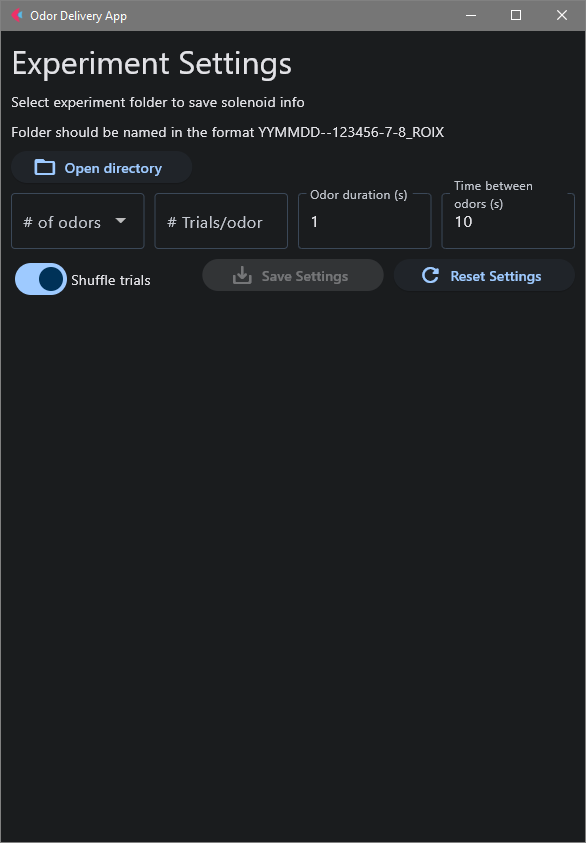 Odor Delivery App
Experiment Settings
Select experiment folder to save solenoid info
Folder should be named in the format YYMMDD--123456-7-8_ROIX
Open directory
# of odors
# Trials/odor
Odor duration (s)
1
Time between
odors (s)
10
Shuffle trials
Save Settings
Reset Settings